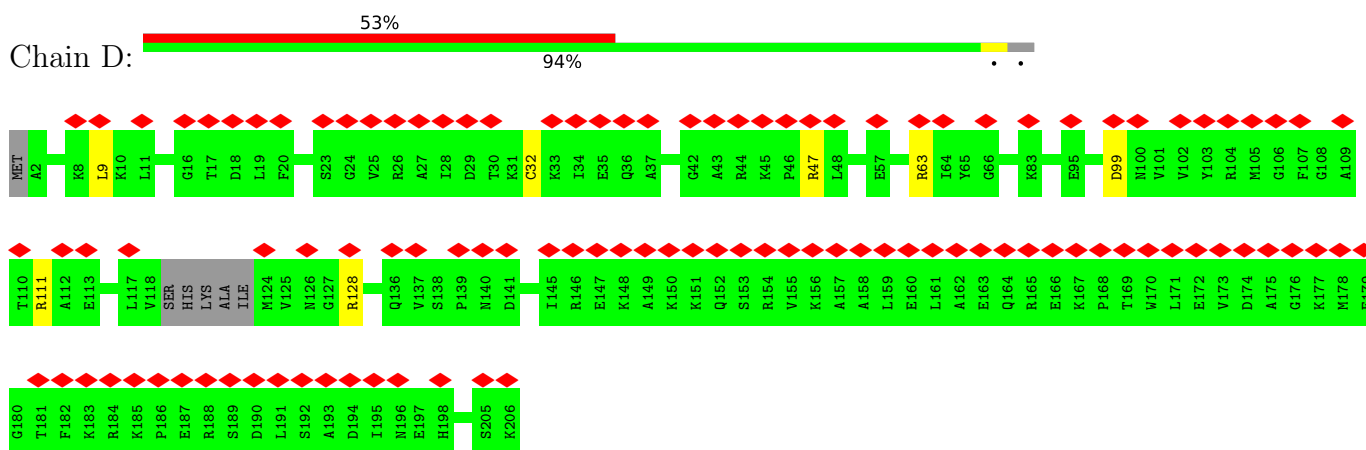 53%
Chain D:
94%
• •
MET A2 K8 L9 K10 L11 G16 T17 D18 L19 F20 S23 G24 V25 R26 A27 I28 D29 T30 K31 C32 K33 I34 E35 Q36 A37 G42 A43 R44 K45 P46 R47 L48 E57 R63 I64 Y65 G66 K83 E95 D99 N100 V101 V102 Y103 R104 M105 G106 F107 G108 A109
T110 R111 A112 E113 L117 V118 SER HIS LYS ALA ILE M124 V125 N126 G127 R128 Q136 V137 S138 P139 N140 D141 I145 R146 E147 K148 A149 K150 K151 Q152 S153 R154 V155 K156 A157 A158 L159 E160 L161 A162 E163 Q164 R165 E166 K167 P168 T169 W170 L171 E172 V173 D174 A175 G176 K177 M178
G180 T181 F182 K183 R184 K185 P186 E187 R188 S189 D190 L191 S192 A193 D194 I195 N196 E197 H198 S205 K206